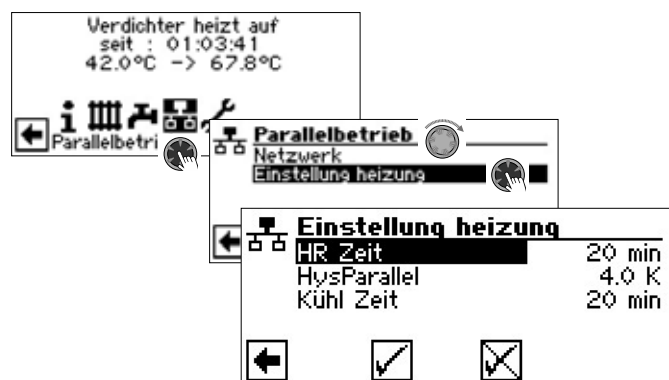 Verdichter heizt auf
seit : 01:03:41
42.0°C -> 67.8°C
Parallelbetri
Parallelbetrieb
Netzwerk
Einstellung heizung
Einstellung heizung
HR Zeit 20 min
HysParallel 4.0 K
Kühl Zeit 20 min